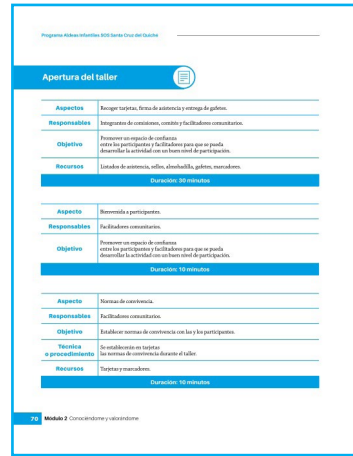 Programa Aldeas Infantiles SOS Santa Cruz del Quiché
Apertura del taller
Aspectos Recoger tarjetas, firma de asistencia y entrega de gafetes.
Responsables Integrantes de comisiones, comités y facilitadores comunitarios.
Objetivo Promover un espacio de confianza
entre los participantes y facilitadores para que se pueda
desarrollar la actividad con un buen nivel de participación.
Recursos Listados de asistencia, sellos, almohadilla, gafetes, marcadores.
Duración: 30 minutos
Aspecto Bienvenida a participantes.
Responsables Facilitadores comunitarios.
Objetivo Promover un espacio de confianza
entre los participantes y facilitadores para que se pueda
desarrollar la actividad con un buen nivel de participación.
Duración: 10 minutos
Aspecto Normas de convivencia.
Responsables Facilitadores comunitarios.
Objetivo Establecer normas de convivencia con las y los participantes.
Técnica
o procedimiento
Se establecerán en tarjetas
las normas de convivencia durante el taller.
Recursos Tarjetas y marcadores.
Duración: 10 minutos
70 Módulo 2 Conociéndome y valorándome